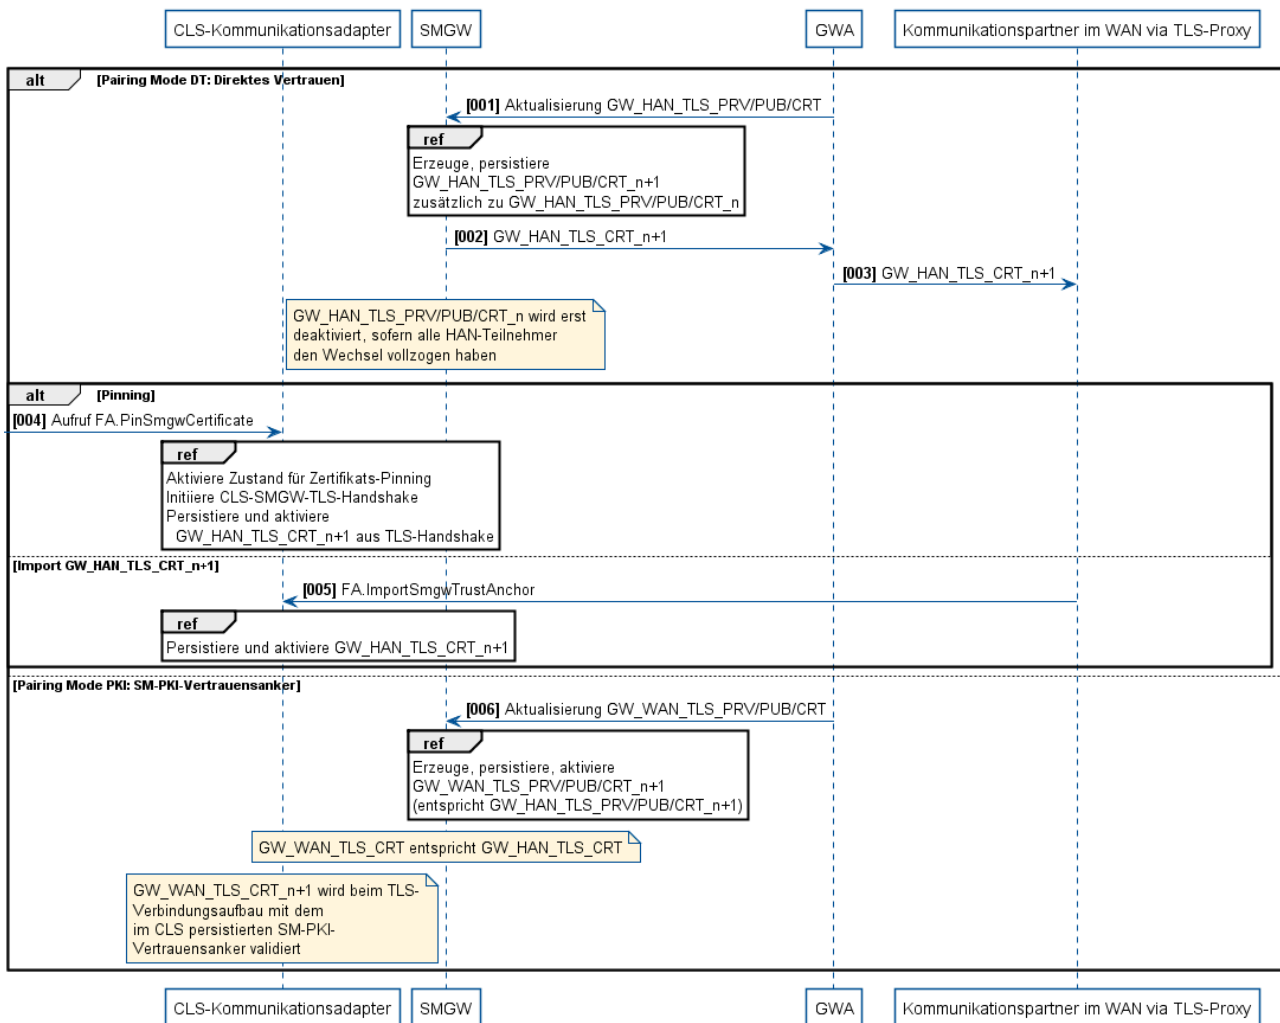 CLS-Kommunikationsadapter
SMGW
GWA
Kommunikationspartner im WAN via TLS-Proxy
alt
[Pairing Mode DT: Direktes Vertrauen]
[001] Aktualisierung GW_HAN_TLS_PRV/PUB/CRT
ref
Erzeuge, persistiere
GW_HAN_TLS_PRV/PUB/CRT_n+1
zusätzlich zu GW_HAN_TLS_PRV/PUB/CRT_n
[002] GW_HAN_TLS_CRT_n+1
[003] GW_HAN_TLS_CRT_n+1
GW_HAN_TLS_PRV/PUB/CRT_n wird erst
deaktiviert, sofern alle HAN-Teilnehmer
den Wechsel vollzogen haben
alt
[Pinning]
[004] Aufruf FA.PinSmgwCertificate
ref
Aktiviere Zustand für Zertifikats-Pinning
Initiiere CLS-SMGW-TLS-Handshake
Persistiere und aktiviere
GW_HAN_TLS_CRT_n+1 aus TLS-Handshake
[Import GW_HAN_TLS_CRT_n+1]
[005] FA.ImportSmgwTrustAnchor
ref
Persistiere und aktiviere GW_HAN_TLS_CRT_n+1
[Pairing Mode PKI: SM-PKI-Vertrauensanker]
[006] Aktualisierung GW_WAN_TLS_PRV/PUB/CRT
ref
Erzeuge, persistiere, aktiviere
GW_WAN_TLS_PRV/PUB/CRT_n+1
(entspricht GW_HAN_TLS_PRV/PUB/CRT_n+1)
GW_WAN_TLS_CRT entspricht GW_HAN_TLS_CRT
GW_WAN_TLS_CRT_n+1 wird beim TLS-
Verbindungsaufbau mit dem
im CLS persistierten SM-PKI-
Vertrauensanker validiert
CLS-Kommunikationsadapter
SMGW
GWA
Kommunikationspartner im WAN via TLS-Proxy